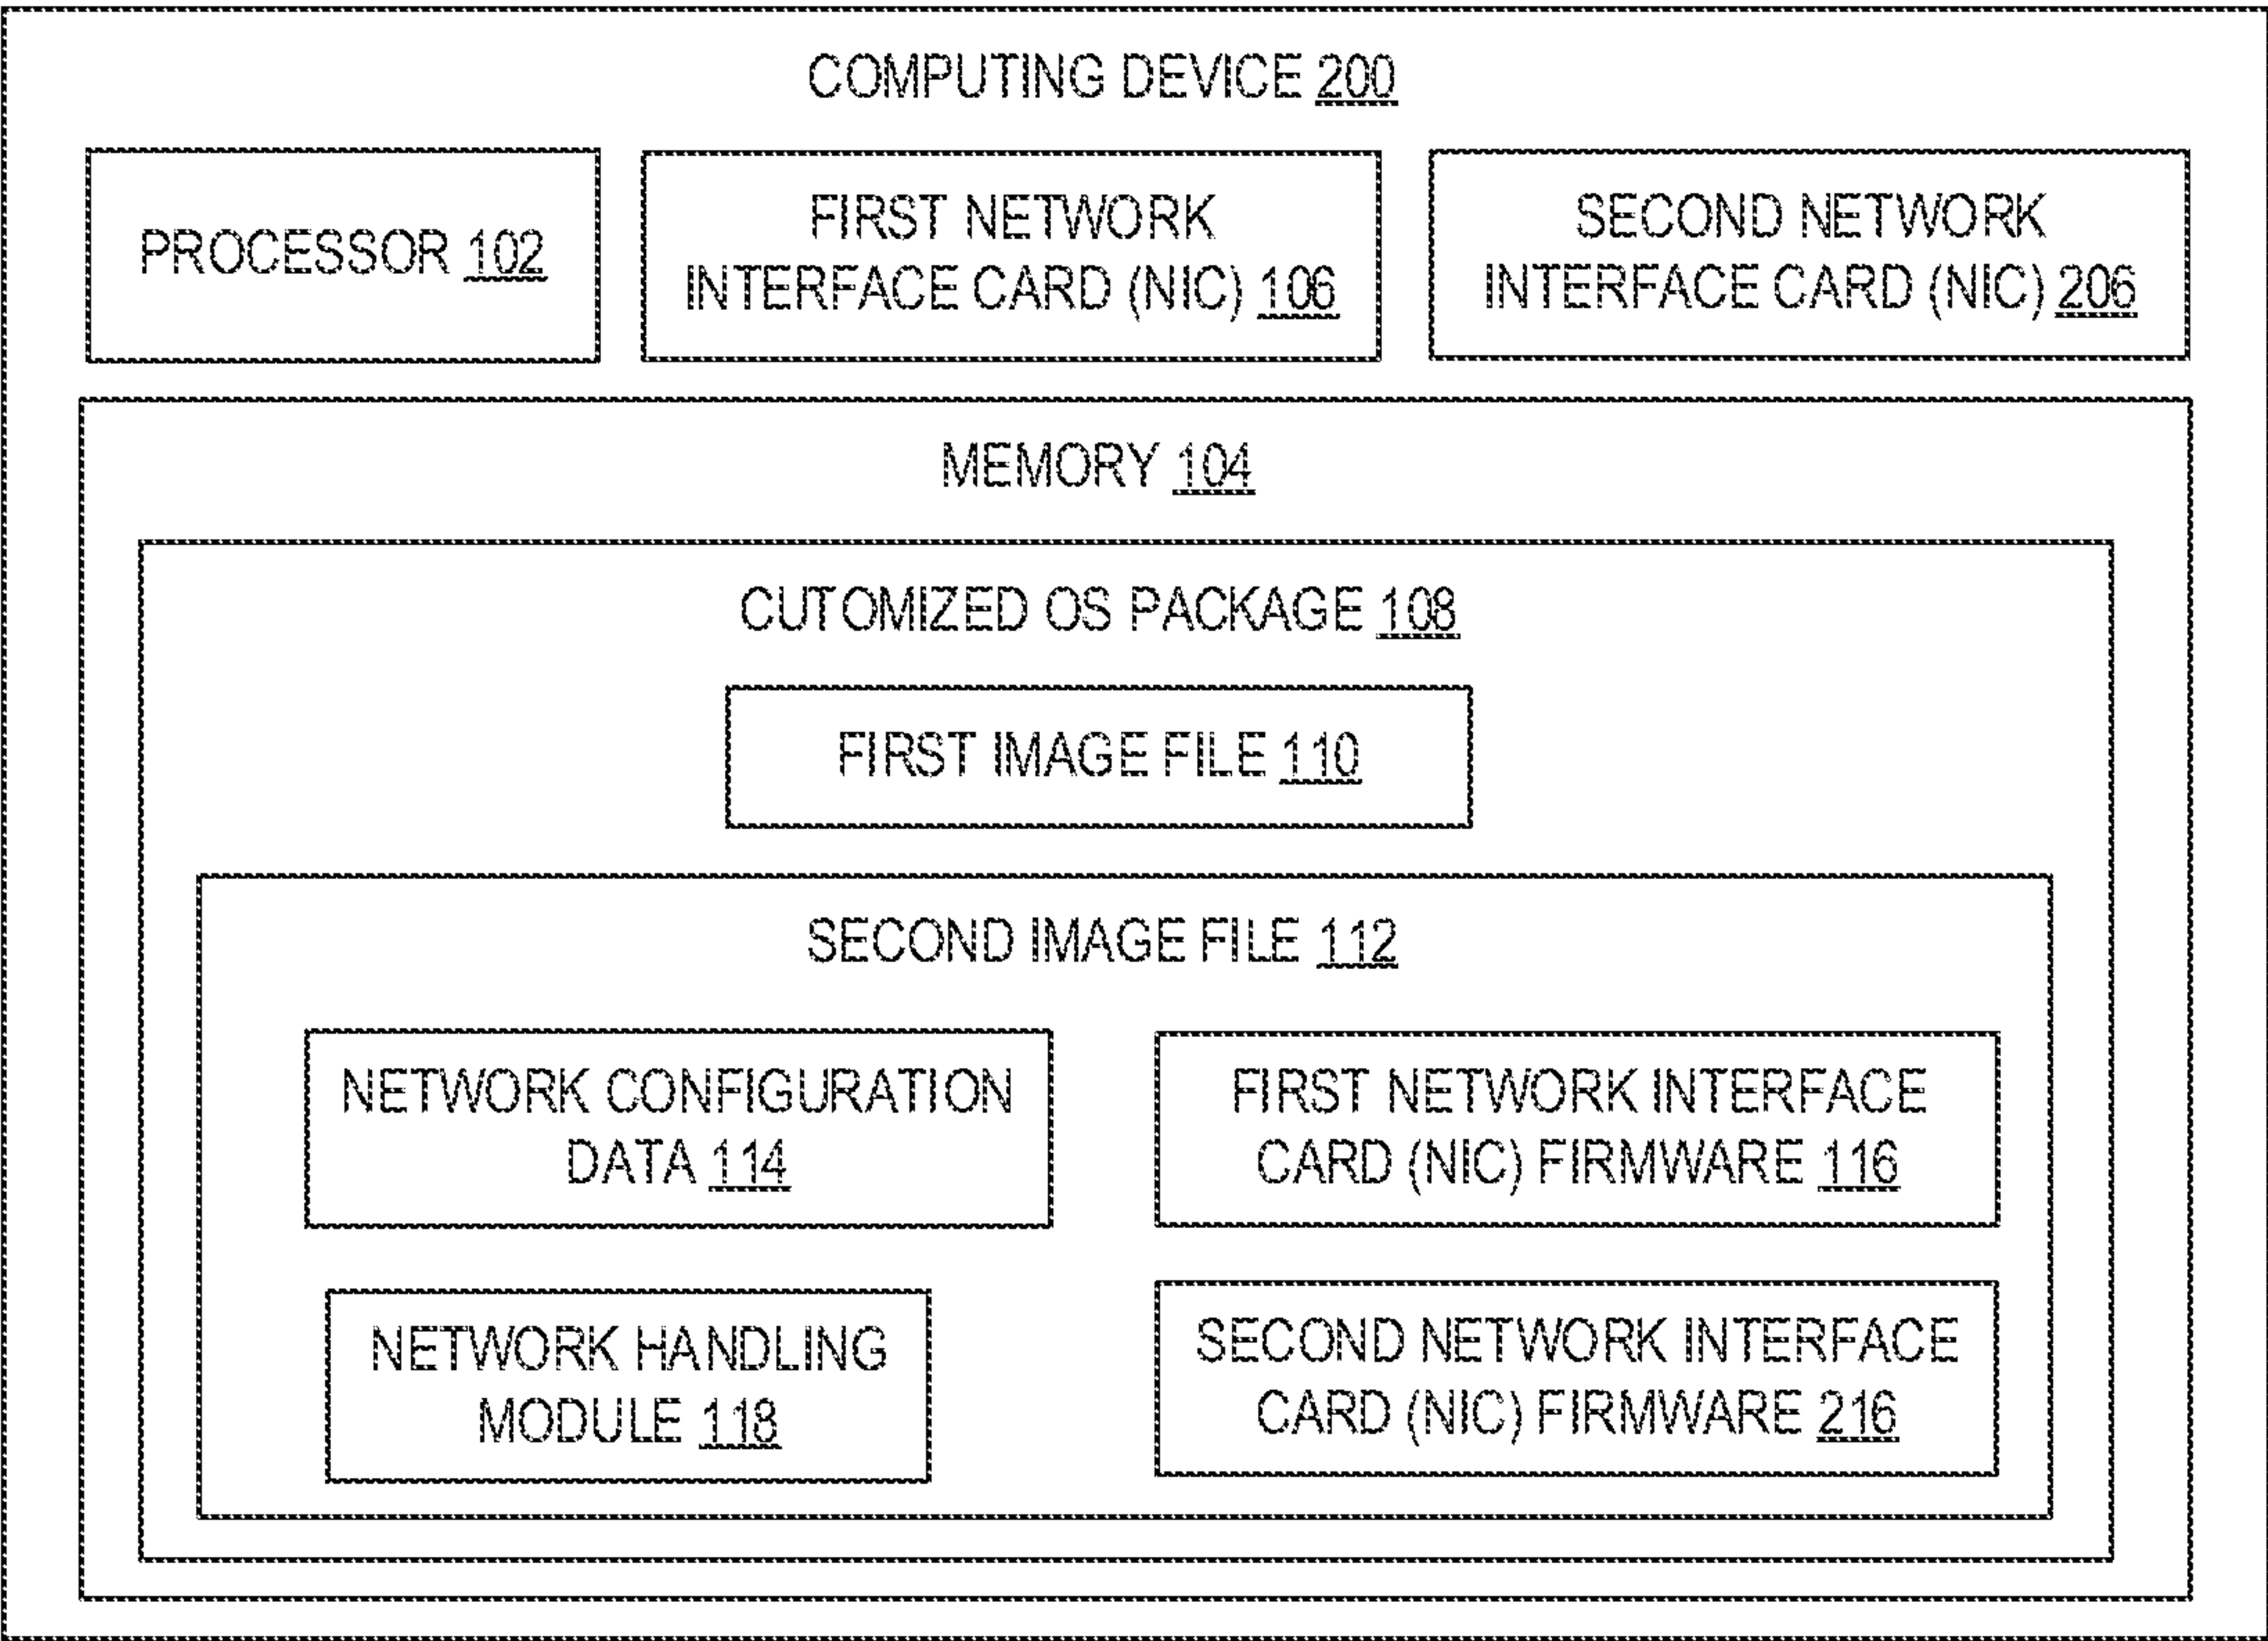 COMPUTING DEVICE 200
PROCESSOR 102
FIRST NETWORK
INTERFACE CARD (NIC) 106
SECOND NETWORK
INTERFACE CARD (NIC) 206
MEMORY 104
CUTOMIZED OS PACKAGE 108
FIRST IMAGE FILE 110
SECOND IMAGE FILE 112
NETWORK CONFIGURATION
DATA 114
FIRST NETWORK INTERFACE
CARD (NIC) FIRMWARE 116
NETWORK HANDLING
MODULE 118
SECOND NETWORK INTERFACE
CARD (NIC) FIRMWARE 216